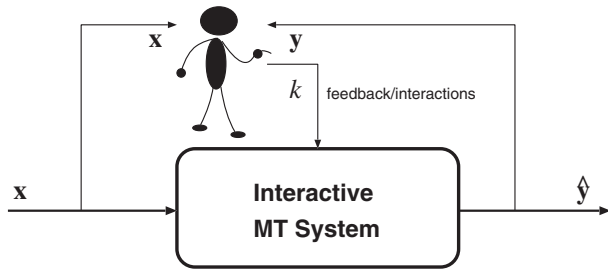 x y
k feedback/interactions
x Interactive ŷ
MT System